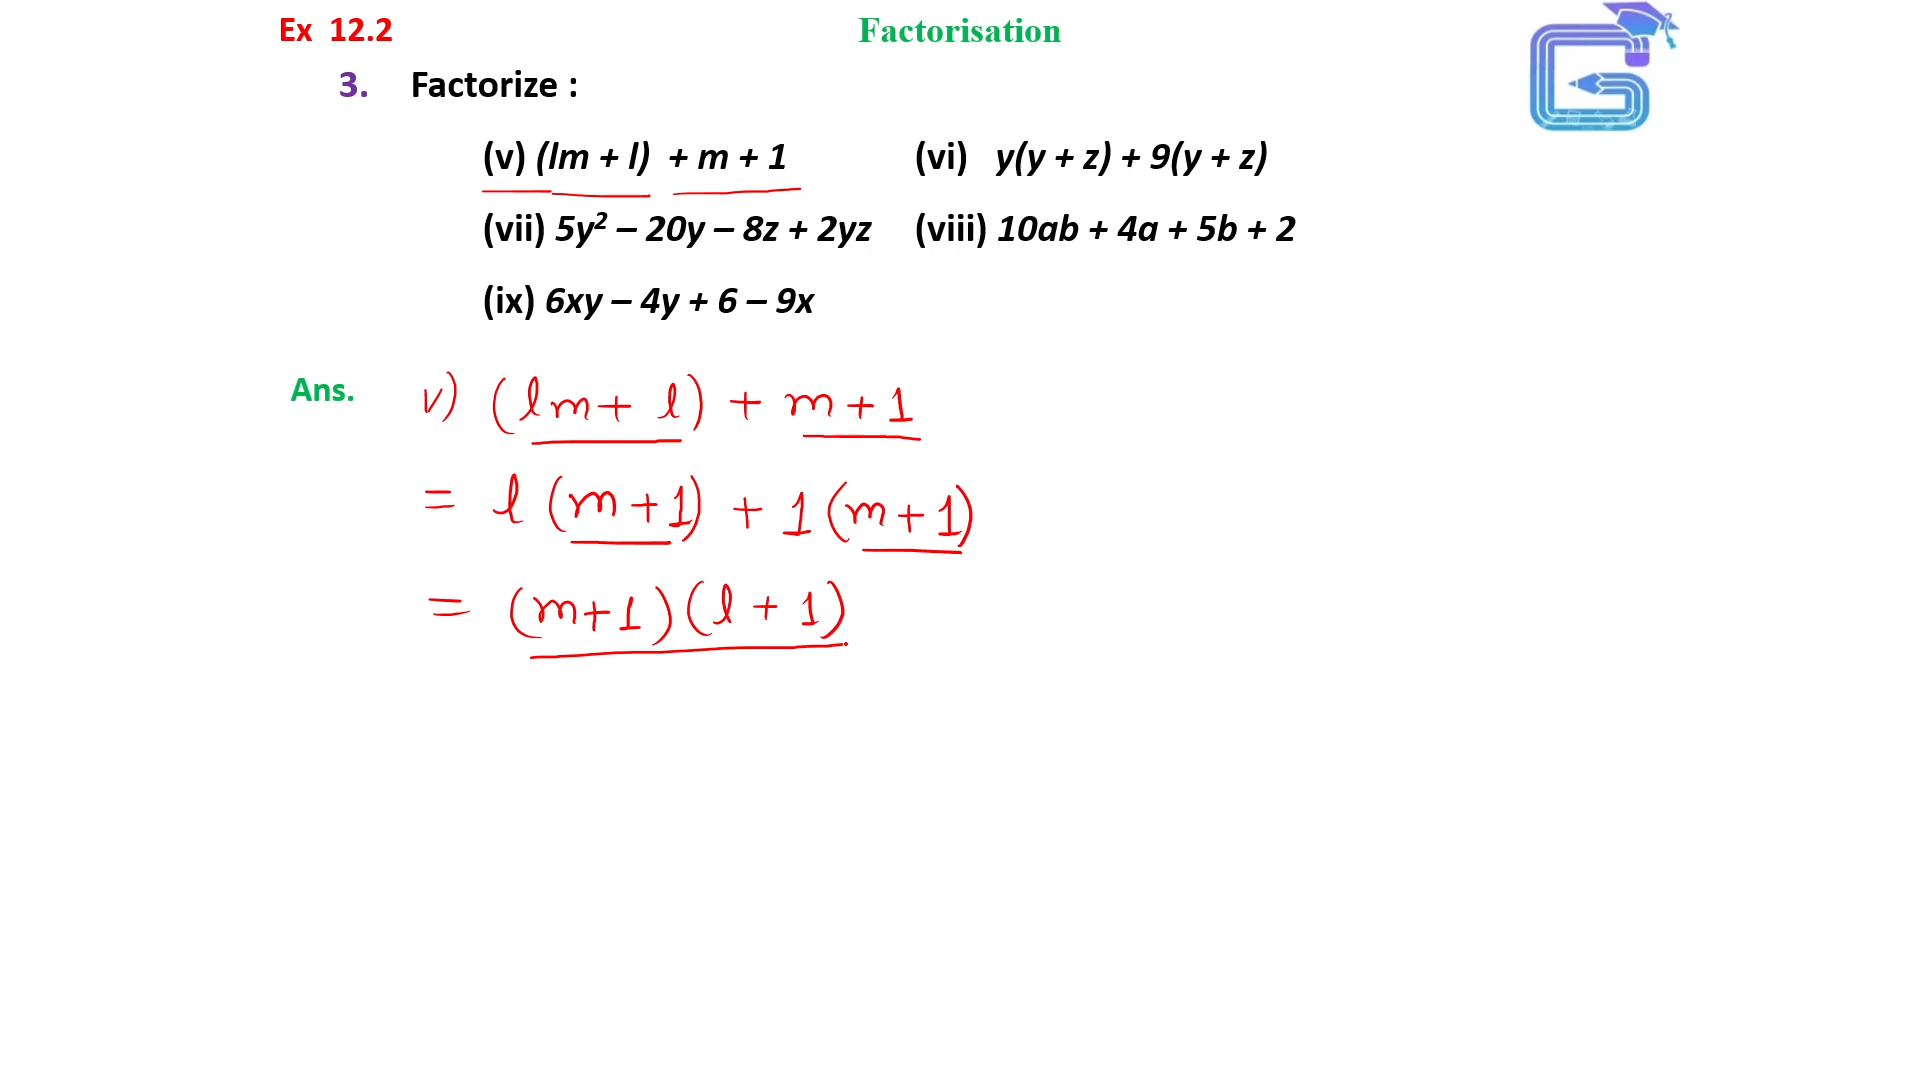 Ex 12.2 Factorisation
3. Factorize :
(v) (lm + l) + m + 1 (vi) y(y + z) + 9(y + z)
(vii) 5y² – 20y – 8z + 2yz (viii) 10ab + 4a + 5b + 2
(ix) 6xy – 4y + 6 – 9x
Ans. v) (lm + l) + m + 1
= l (m + 1) + 1 (m + 1)
= (m + 1) (l + 1)